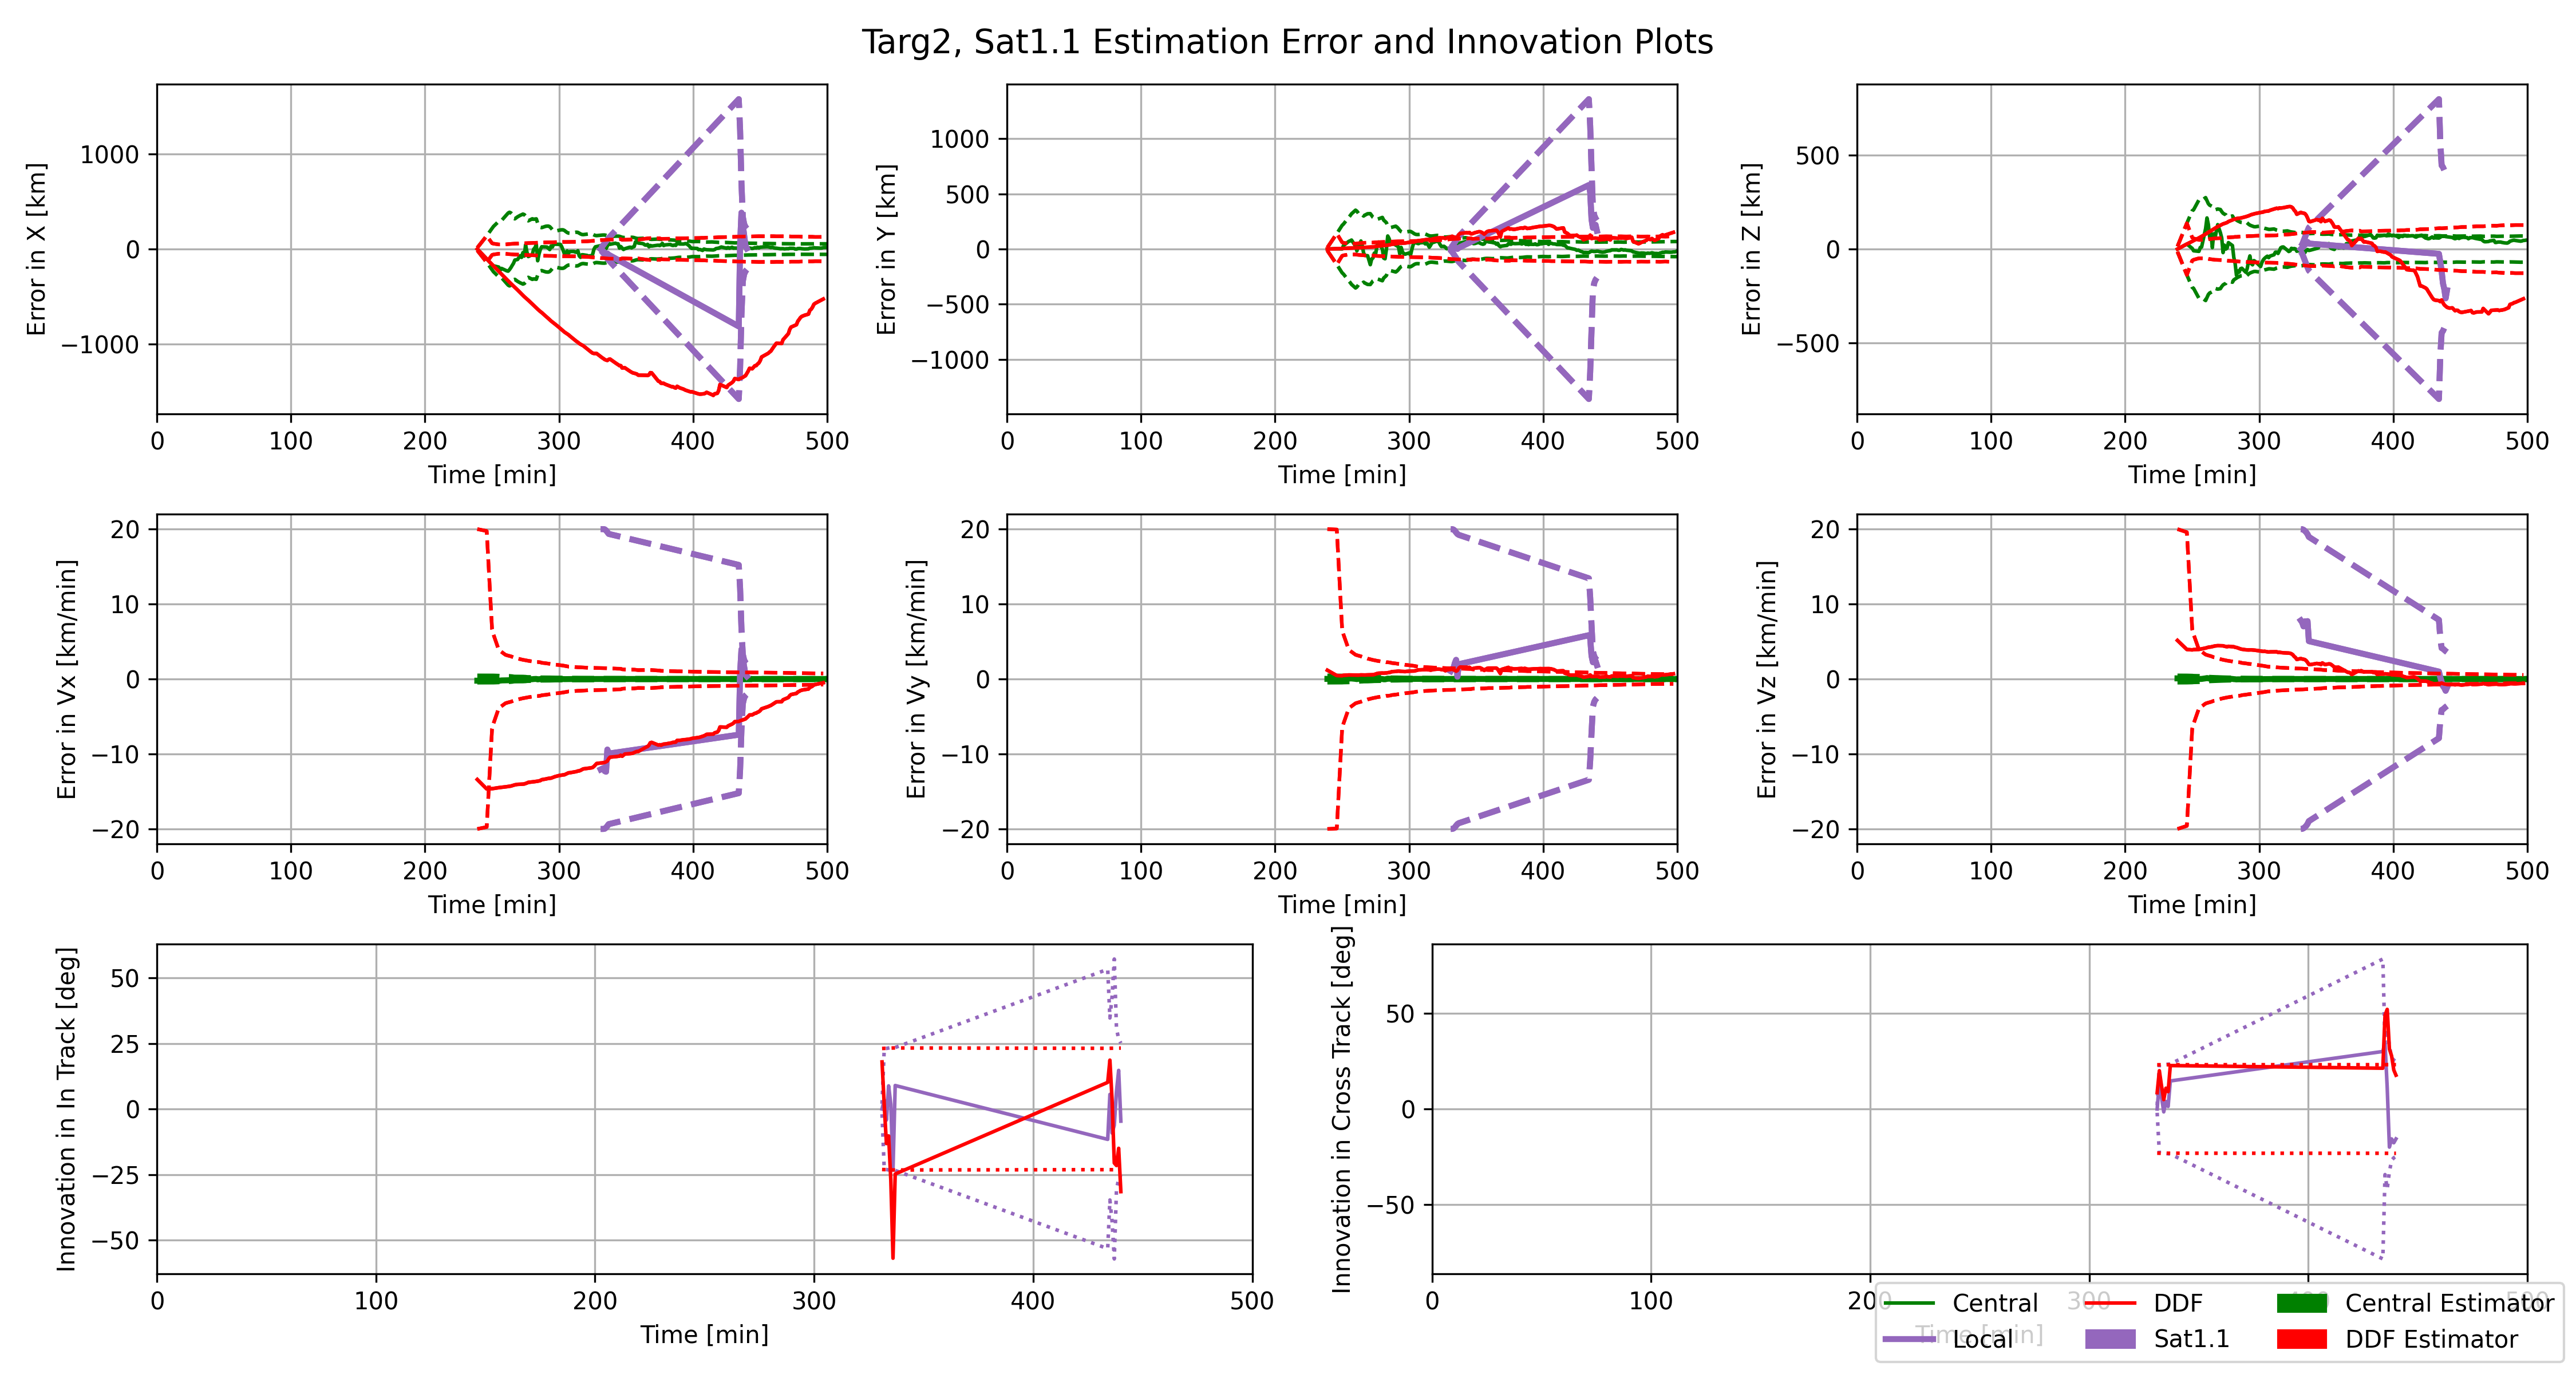 Targ2, Sat1.1 Estimation Error and Innovation Plots
Error in X [km]
1000
0
−1000
0 100 200 300 400 500
Time [min]
Error in Y [km]
1000
500
0
−500
−1000
0 100 200 300 400 500
Time [min]
Error in Z [km]
500
0
−500
0 100 200 300 400 500
Time [min]
Error in Vx [km/min]
20
10
0
−10
−20
0 100 200 300 400 500
Time [min]
Error in Vy [km/min]
20
10
0
−10
−20
0 100 200 300 400 500
Time [min]
Error in Vz [km/min]
20
10
0
−10
−20
0 100 200 300 400 500
Time [min]
Innovation in In Track [deg]
50
25
0
−25
−50
0 100 200 300 400 500
Time [min]
Innovation in Cross Track [deg]
50
0
−50
0 100 200 300 400 500
Time [min]
Central DDF Central Estimator
Local Sat1.1 DDF Estimator